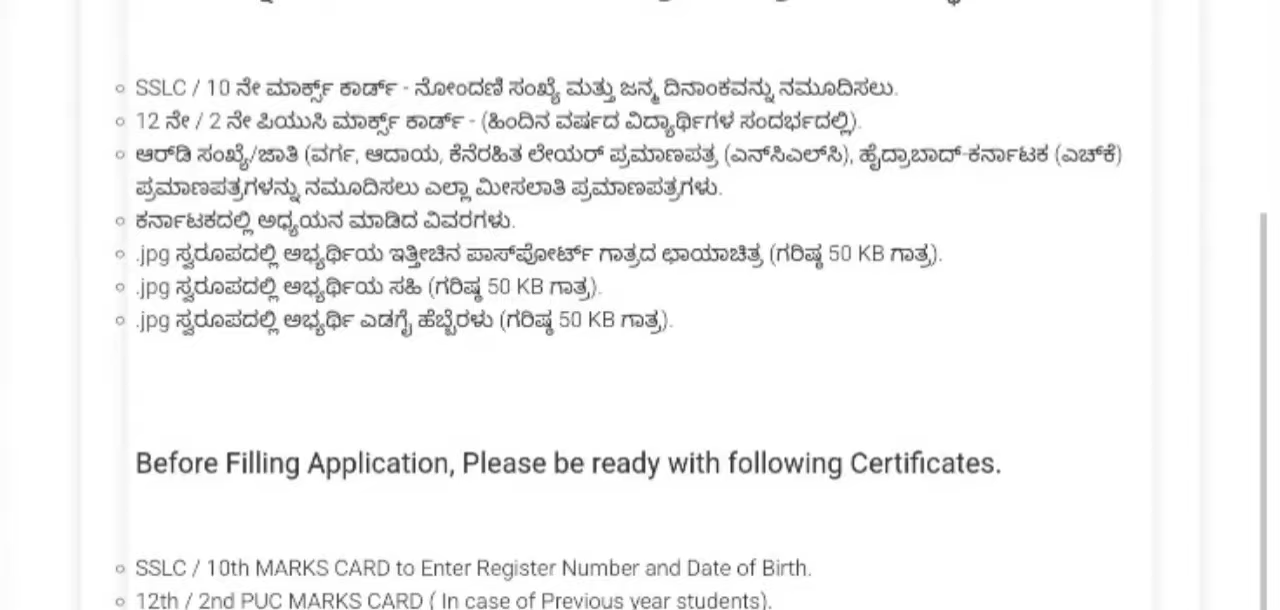 SSLC / 10 ನೇ ಮಾರ್ಕ್ಸ್ ಕಾರ್ಡ್ - ನೋಂದಣಿ ಸಂಖ್ಯೆ ಮತ್ತು ಜನ್ಮ ದಿನಾಂಕವನ್ನು ನಮೂದಿಸಲು.
12 ನೇ / 2 ನೇ ಪಿಯುಸಿ ಮಾರ್ಕ್ಸ್ ಕಾರ್ಡ್ - (ಹಿಂದಿನ ವರ್ಷದ ವಿದ್ಯಾರ್ಥಿಗಳ ಸಂದರ್ಭದಲ್ಲಿ).
ಆರ್‌ಡಿ ಸಂಖ್ಯೆ/ಜಾತಿ (ವರ್ಗ, ಆದಾಯ, ಕೆನೆರಹಿತ ಲೇಯರ್ ಪ್ರಮಾಣಪತ್ರ (ಎನ್‌ಸಿಎಲ್‌ಸಿ), ಹೈದ್ರಾಬಾದ್-ಕರ್ನಾಟಕ (ಎಚ್‌ಕೆ)
ಪ್ರಮಾಣಪತ್ರಗಳನ್ನು ನಮೂದಿಸಲು ಎಲ್ಲಾ ಮೀಸಲಾತಿ ಪ್ರಮಾಣಪತ್ರಗಳು.
ಕರ್ನಾಟಕದಲ್ಲಿ ಅಧ್ಯಯನ ಮಾಡಿದ ವಿವರಗಳು.
.jpg ಸ್ವರೂಪದಲ್ಲಿ ಅಭ್ಯರ್ಥಿಯ ಇತ್ತೀಚಿನ ಪಾಸ್‌ಪೋರ್ಟ್ ಗಾತ್ರದ ಛಾಯಾಚಿತ್ರ (ಗರಿಷ್ಠ 50 KB ಗಾತ್ರ).
.jpg ಸ್ವರೂಪದಲ್ಲಿ ಅಭ್ಯರ್ಥಿಯ ಸಹಿ (ಗರಿಷ್ಠ 50 KB ಗಾತ್ರ).
.jpg ಸ್ವರೂಪದಲ್ಲಿ ಅಭ್ಯರ್ಥಿ ಎಡಗೈ ಹೆಬ್ಬೆರಳು (ಗರಿಷ್ಠ 50 KB ಗಾತ್ರ).
Before Filling Application, Please be ready with following Certificates.
SSLC / 10th MARKS CARD to Enter Register Number and Date of Birth.
12th / 2nd PUC MARKS CARD ( In case of Previous year students).